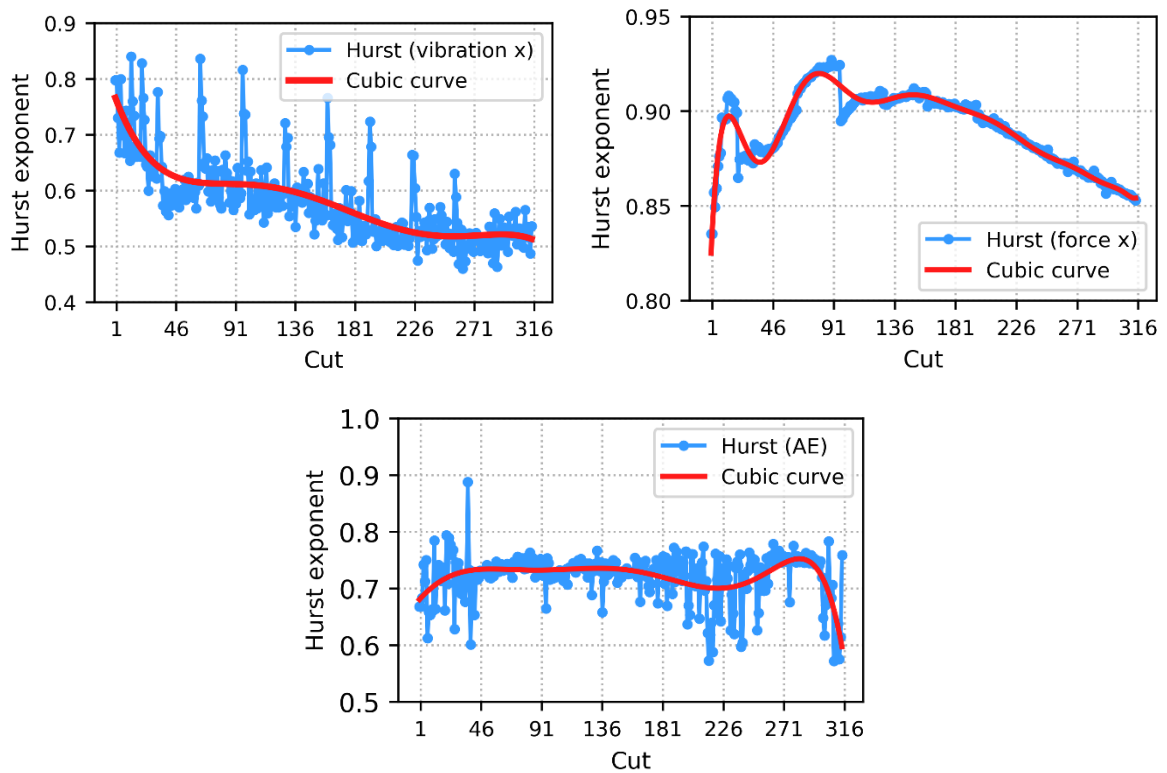 0.9
0.8
0.7
0.6
0.5
0.4
Hurst exponent
Hurst (vibration x)
Cubic curve
1 46 91 136 181 226 271 316
Cut
0.95
0.90
0.85
0.80
Hurst exponent
Hurst (force x)
Cubic curve
1 46 91 136 181 226 271 316
Cut
1.0
0.9
0.8
0.7
0.6
0.5
Hurst exponent
Hurst (AE)
Cubic curve
1 46 91 136 181 226 271 316
Cut